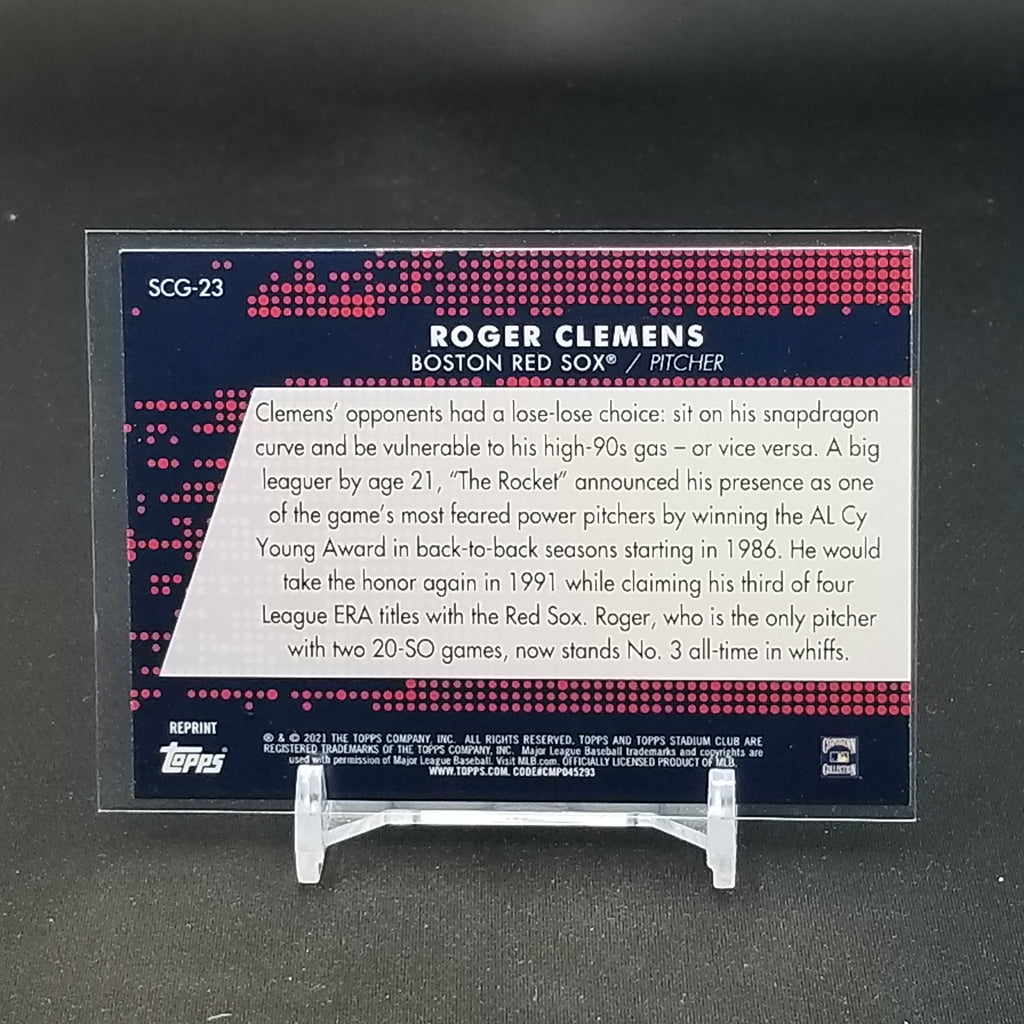 SCG-23
ROGER CLEMENS
BOSTON RED SOX® / PITCHER
Clemens' opponents had a lose-lose choice: sit on his snapdragon
curve and be vulnerable to his high-90s gas – or vice versa. A big
leaguer by age 21, "The Rocket" announced his presence as one
of the game's most feared power pitchers by winning the AL Cy
Young Award in back-to-back seasons starting in 1986. He would
take the honor again in 1991 while claiming his third of four
League ERA titles with the Red Sox. Roger, who is the only pitcher
with two 20-SO games, now stands No. 3 all-time in whiffs.
REPRINT
Topps
® & © 2021 THE TOPPS COMPANY, INC. ALL RIGHTS RESERVED. TOPPS AND TOPPS STADIUM CLUB ARE
REGISTERED TRADEMARKS OF THE TOPPS COMPANY, INC. Major League Baseball trademarks and copyrights are
used with permission of Major League Baseball. Visit MLB.com. OFFICIALLY LICENSED PRODUCT OF MLB.
WWW.TOPPS.COM. CODE#CMP045293
COOPERSTOWN
COLLECTION